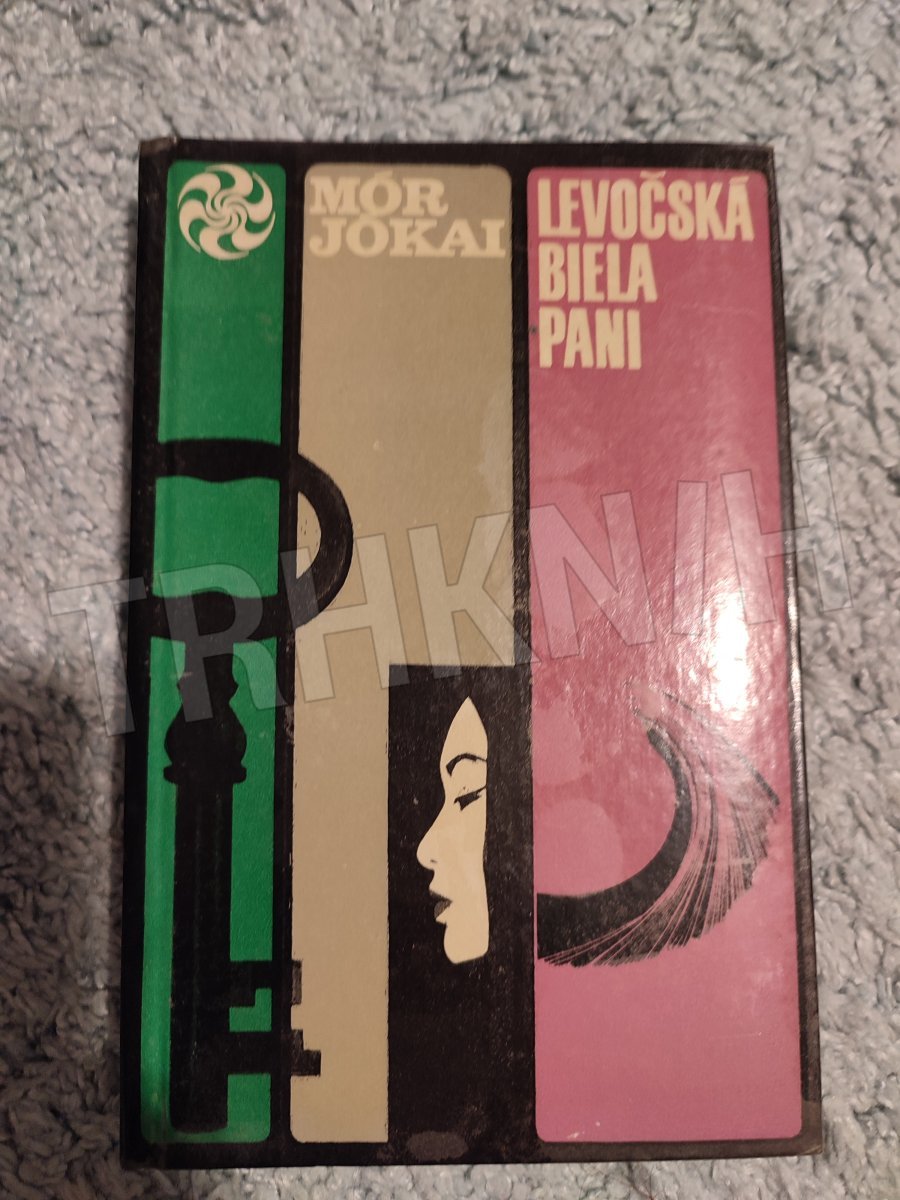 MÓR
JÓKAI
LEVOČSKÁ
BIELA
PANI
TRHKNIH